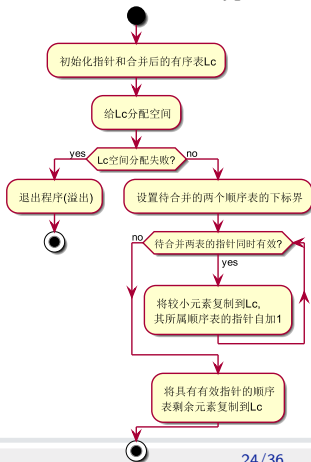 初始化指针和合并后的有序表Lc
给Lc分配空间
yes
Lc空间分配失败?
no
退出程序(溢出)
设置待合并的两个顺序表的下标界
no
待合并两表的指针同时有效?
yes
将较小元素复制到Lc,
其所属顺序表的指针自加1
将具有有效指针的顺序
表剩余元素复制到Lc
24/36